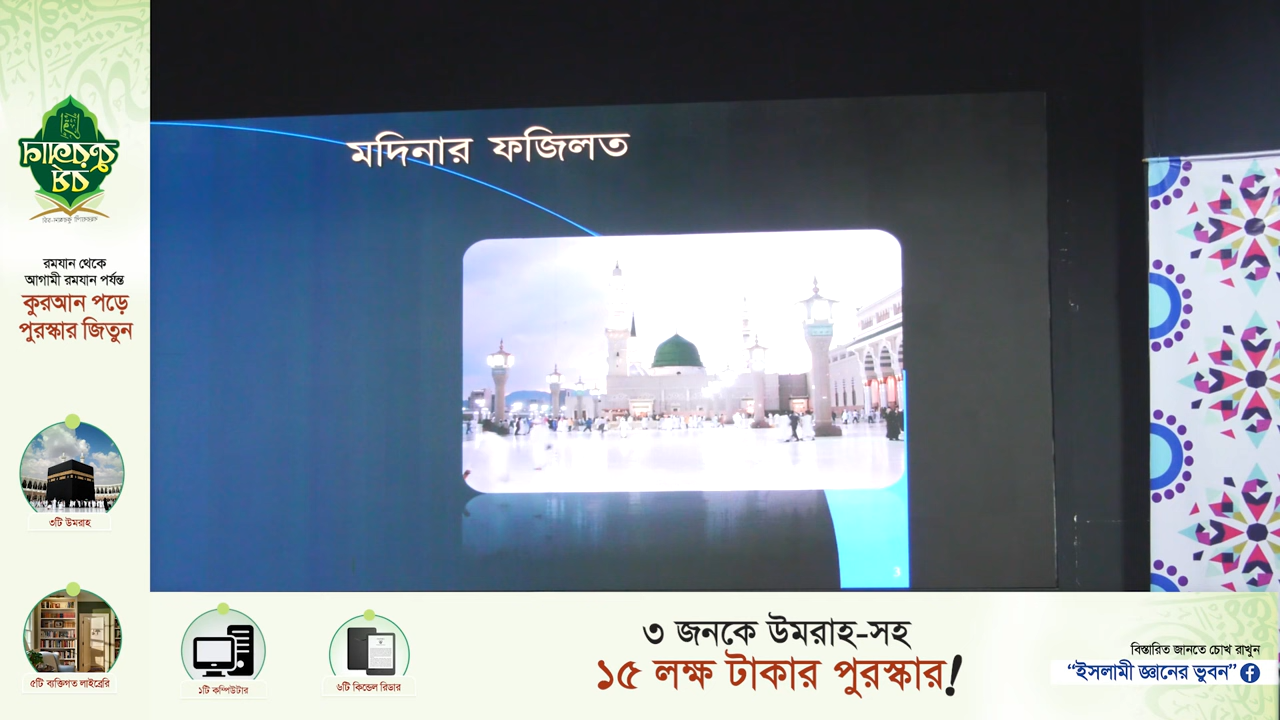 মদিনার ফজিলত
রমযান থেকে
আগামী রমযান পর্যন্ত
কুরআন পড়ে
পুরস্কার জিতুন
৩টি উমরাহ
৫টি ব্যক্তিগত লাইব্রেরি
১টি কম্পিউটার
৬টি কিন্ডেল রিডার
৩ জনকে উমরাহ-সহ
১৫ লক্ষ টাকার পুরস্কার!
বিস্তারিত জানতে চোখ রাখুন
“ইসলামী জ্ঞানের ভুবন”